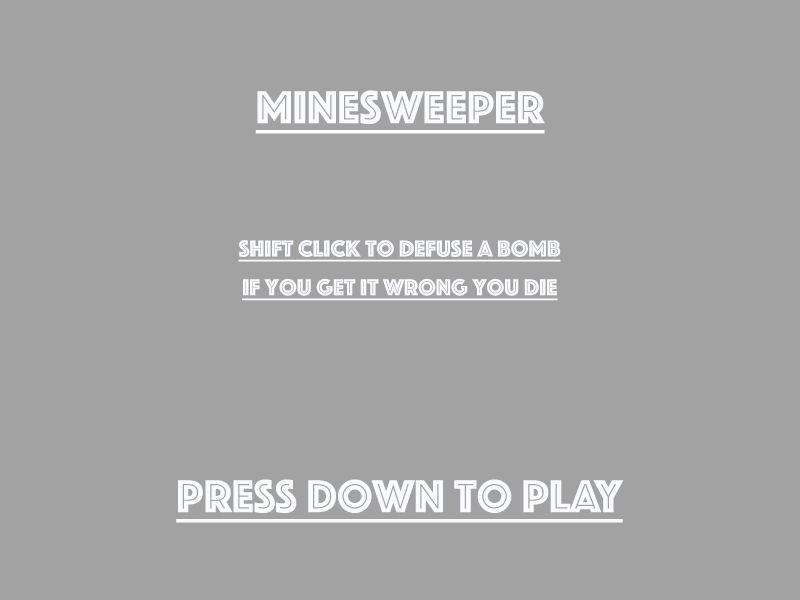 MINESWEEPER
SHIFT CLICK TO DEFUSE A BOMB
IF YOU GET IT WRONG YOU DIE
PRESS DOWN TO PLAY